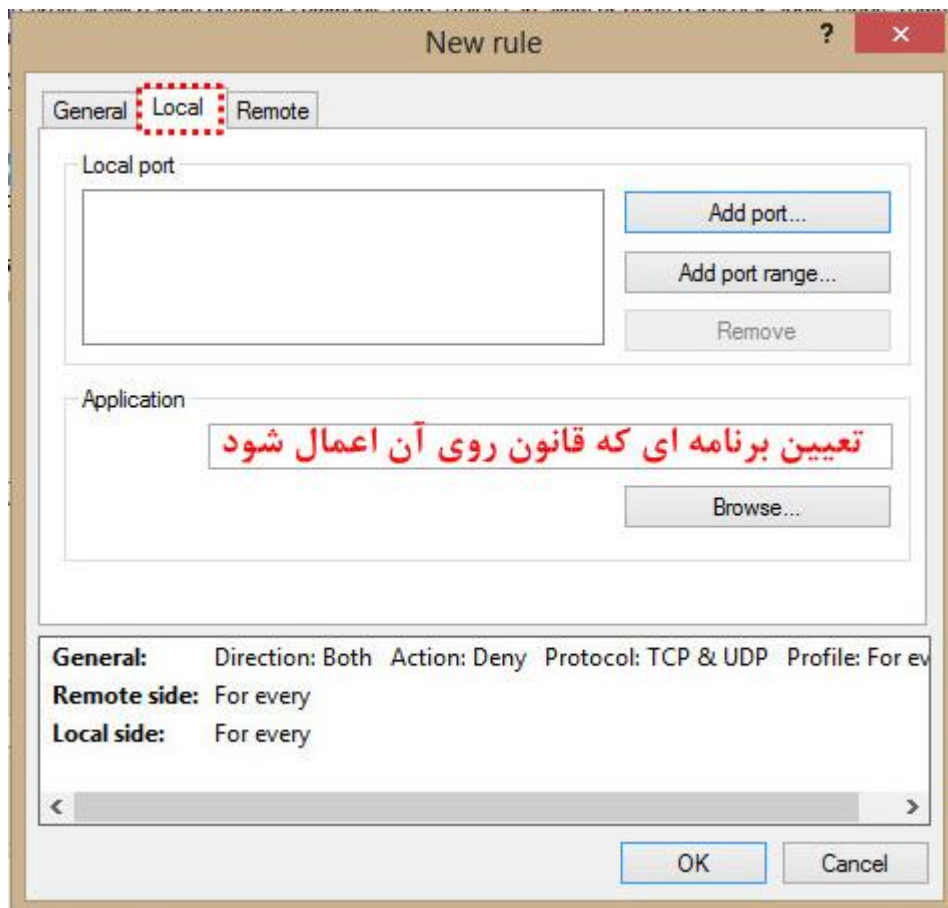 New rule
General Local Remote
Local port
Add port...
Add port range...
Remove
Application
تعیین برنامه ای که قانون روی آن اعمال شود
Browse...
General: Direction: Both Action: Deny Protocol: TCP & UDP Profile: For ev
Remote side: For every
Local side: For every
OK Cancel